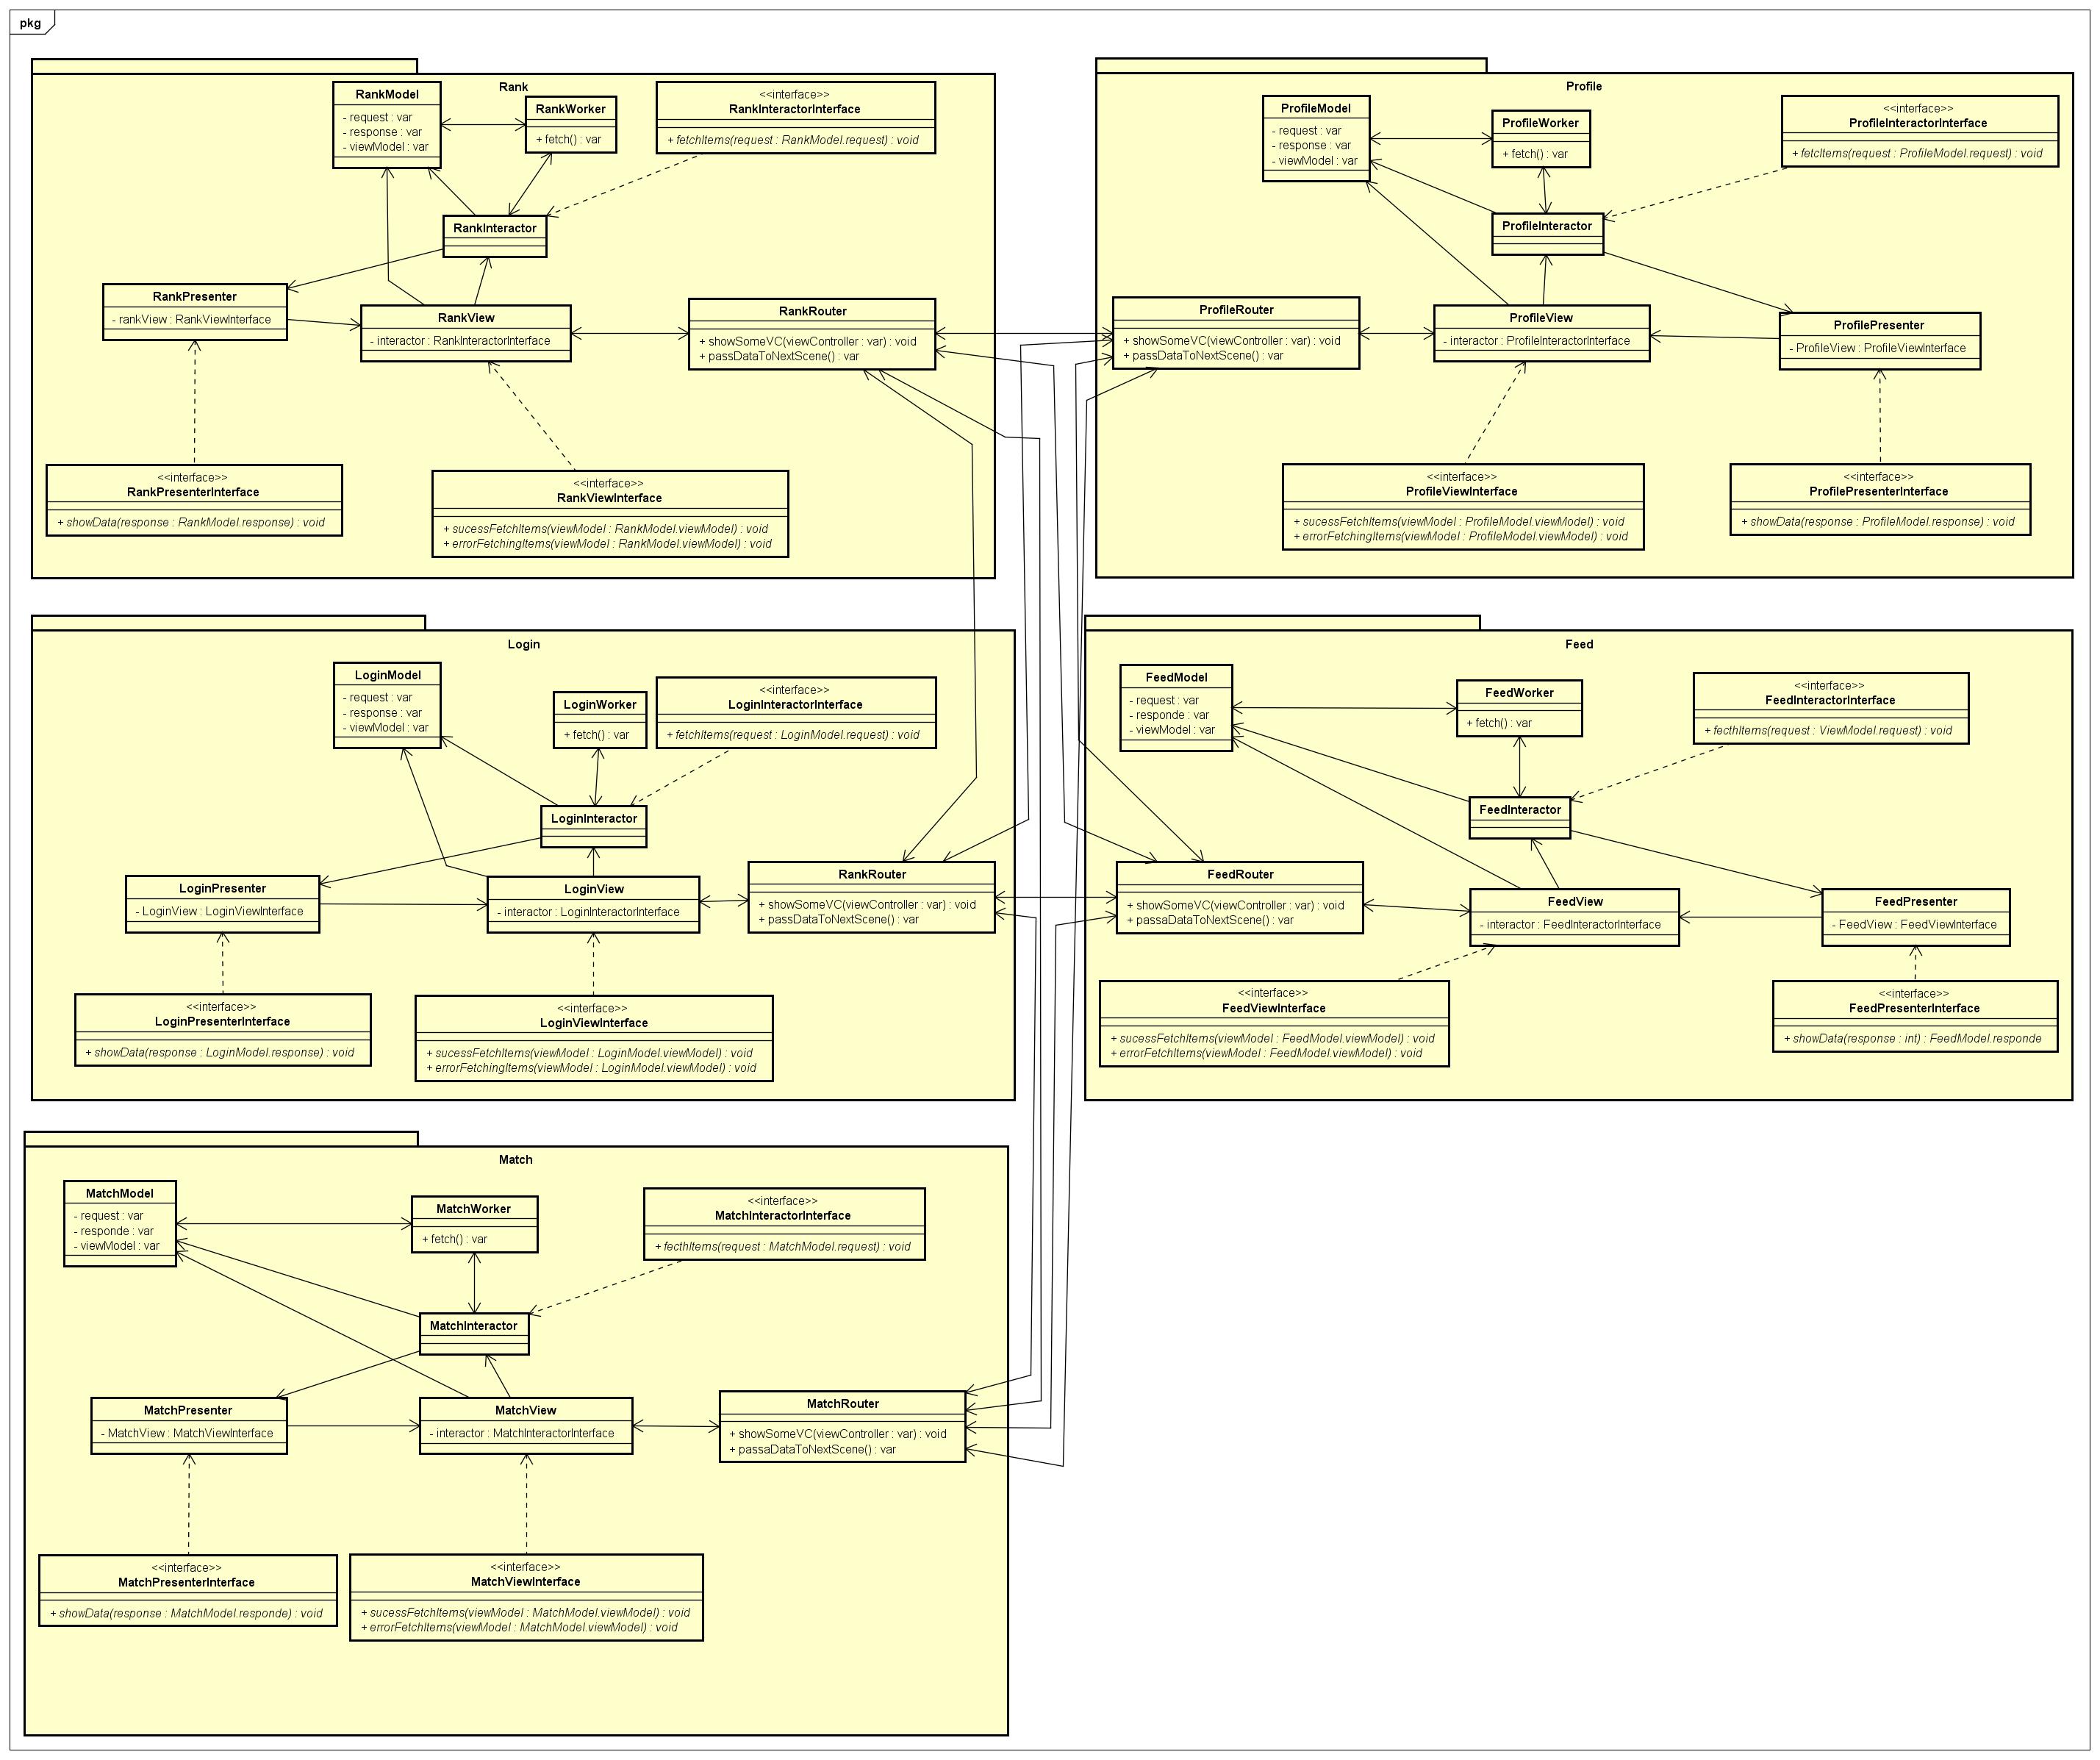 pkg
Rank
RankModel
- request : var
- response : var
- viewModel : var
RankWorker
+ fetch() : var
<<interface>>
RankInteractorInterface
+ fetchItems(request : RankModel.request) : void
RankInteractor
RankPresenter
- rankView : RankViewInterface
RankView
- interactor : RankInteractorInterface
RankRouter
+ showSomeVC(viewController : var) : void
+ passDataToNextScene() : var
<<interface>>
RankPresenterInterface
+ showData(response : RankModel.response) : void
<<interface>>
RankViewInterface
+ sucessFetchItems(viewModel : RankModel.viewModel) : void
+ errorFetchingItems(viewModel : RankModel.viewModel) : void
Profile
ProfileModel
- request : var
- response : var
- viewModel : var
ProfileWorker
+ fetch() : var
<<interface>>
ProfileInteractorInterface
+ fetcItems(request : ProfileModel.request) : void
ProfileInteractor
ProfileRouter
+ showSomeVC(viewController : var) : void
+ passDataToNextScene() : var
ProfileView
- interactor : ProfileInteractorInterface
ProfilePresenter
- ProfileView : ProfileViewInterface
<<interface>>
ProfileViewInterface
+ sucessFetchItems(viewModel : ProfileModel.viewModel) : void
+ errorFetchingItems(viewModel : ProfileModel.viewModel) : void
<<interface>>
ProfilePresenterInterface
+ showData(response : ProfileModel.response) : void
Login
LoginModel
- request : var
- response : var
- viewModel : var
LoginWorker
+ fetch() : var
<<interface>>
LoginInteractorInterface
+ fetchItems(request : LoginModel.request) : void
LoginInteractor
LoginPresenter
- LoginView : LoginViewInterface
LoginView
- interactor : LoginInteractorInterface
RankRouter
+ showSomeVC(viewController : var) : void
+ passDataToNextScene() : var
<<interface>>
LoginPresenterInterface
+ showData(response : LoginModel.response) : void
<<interface>>
LoginViewInterface
+ sucessFetchItems(viewModel : LoginModel.viewModel) : void
+ errorFetchingItems(viewModel : LoginModel.viewModel) : void
Feed
FeedModel
- request : var
- responde : var
- viewModel : var
FeedWorker
+ fetch() : var
<<interface>>
FeedInteractorInterface
+ fecthItems(request : ViewModel.request) : void
FeedInteractor
FeedRouter
+ showSomeVC(viewController : var) : void
+ passaDataToNextScene() : var
FeedView
- interactor : FeedInteractorInterface
FeedPresenter
- FeedView : FeedViewInterface
<<interface>>
FeedViewInterface
+ sucessFetchItems(viewModel : FeedModel.viewModel) : void
+ errorFetchItems(viewModel : FeedModel.viewModel) : void
<<interface>>
FeedPresenterInterface
+ showData(response : int) : FeedModel.responde
Match
MatchModel
- request : var
- responde : var
- viewModel : var
MatchWorker
+ fetch() : var
<<interface>>
MatchInteractorInterface
+ fecthItems(request : MatchModel.request) : void
MatchInteractor
MatchPresenter
- MatchView : MatchViewInterface
MatchView
- interactor : MatchInteractorInterface
MatchRouter
+ showSomeVC(viewController : var) : void
+ passaDataToNextScene() : var
<<interface>>
MatchPresenterInterface
+ showData(response : MatchModel.responde) : void
<<interface>>
MatchViewInterface
+ sucessFetchItems(viewModel : MatchModel.viewModel) : void
+ errorFetchItems(viewModel : MatchModel.viewModel) : void